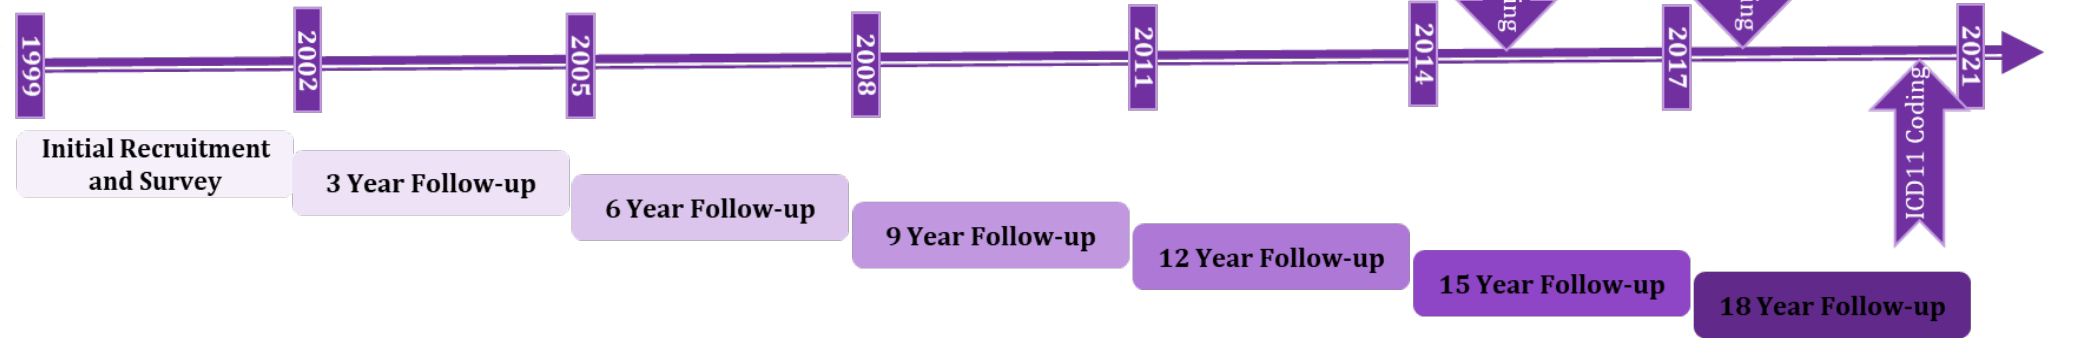 1999
2002
2005
2008
2011
2014
2017
2021
ICD11 Coding
Initial Recruitment
and Survey
3 Year Follow-up
6 Year Follow-up
9 Year Follow-up
12 Year Follow-up
15 Year Follow-up
18 Year Follow-up